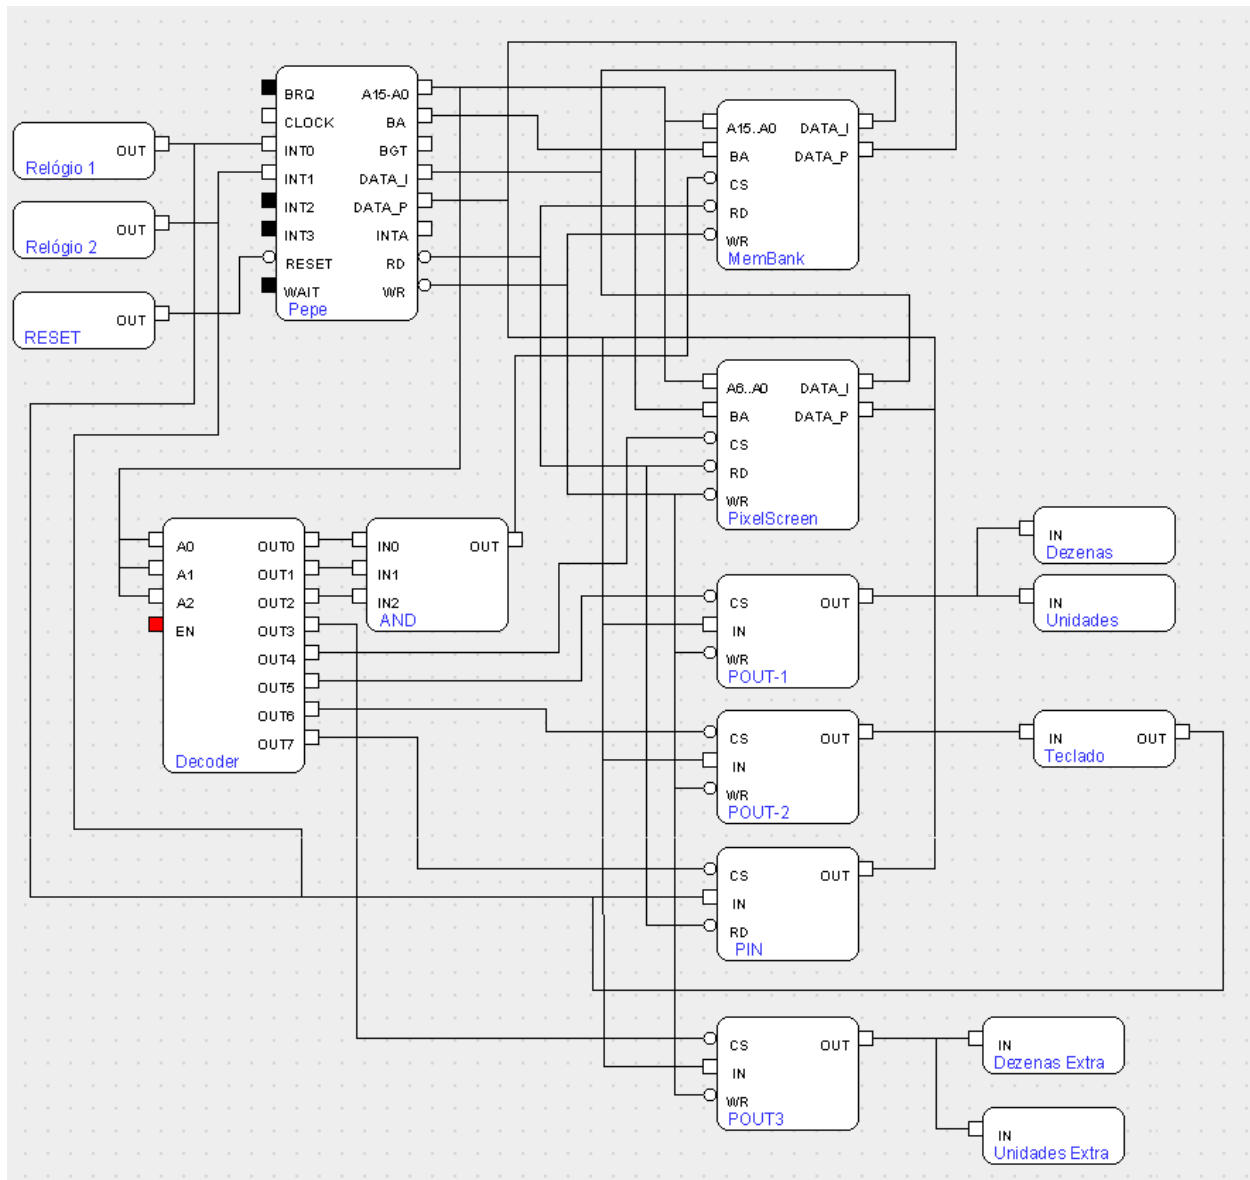 Relógio 1
OUT
Relógio 2
OUT
RESET
OUT
BRQ A15-A0
CLOCK BA
INT0 BGT
INT1 DATA_I
INT2 DATA_P
INT3 INTA
RESET RD
WAIT WR
Pepe
A15..A0 DATA_I
BA DATA_P
CS
RD
WR
MemBank
A6..A0 DATA_I
BA DATA_P
CS
RD
WR
PixelScreen
A0 OUT0
A1 OUT1
A2 OUT2
EN OUT3
OUT4
OUT5
OUT6
OUT7
Decoder
IN0 OUT
IN1
IN2
AND
IN
Dezenas
IN
Unidades
CS OUT
IN
WR
POUT-1
CS OUT
IN
WR
POUT-2
IN OUT
Teclado
CS OUT
IN
RD
PIN
CS OUT
IN
WR
POUT3
IN
Dezenas Extra
IN
Unidades Extra